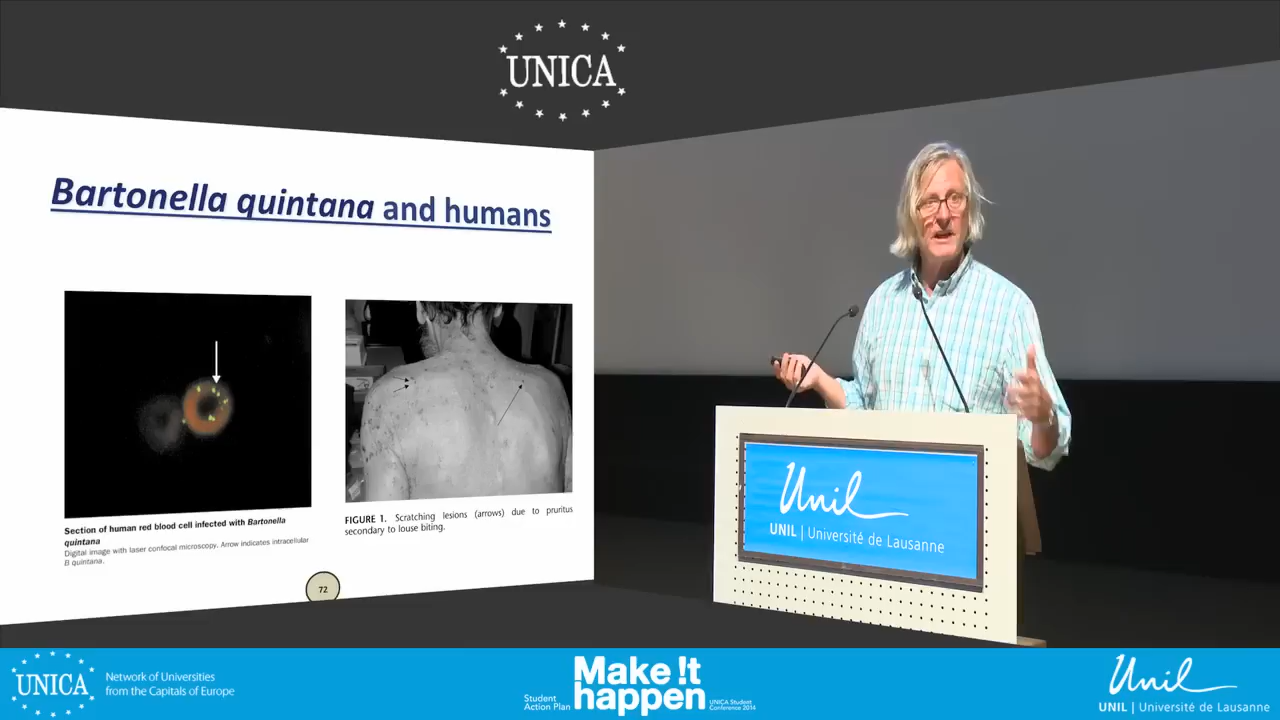 UNICA
Bartonella quintana and humans
Section of human red blood cell infected with Bartonella
quintana
Digital image with laser confocal microscopy. Arrow indicates intracellular
B quintana.
FIGURE 1. Scratching lesions (arrows) due to pruritus
secondary to louse biting.
72
Unil
UNIL | Université de Lausanne
UNICA
Network of Universities
from the Capitals of Europe
Student
Action Plan
Make !t
happen
UNICA Student
Conference 2014
Unil
UNIL | Université de Lausanne